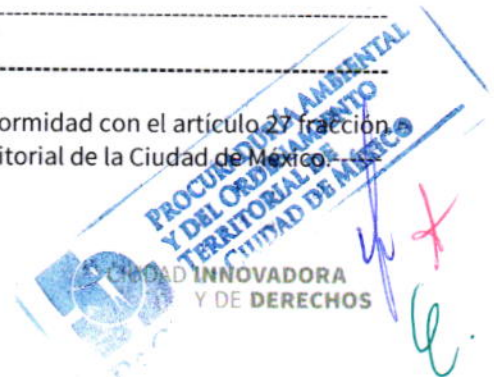 ormidad con el artículo 27 fracción
itorial de la Ciudad de México.-----
PROCURADURÍA AMBIENTAL
Y DEL ORDENAMIENTO
TERRITORIAL DE
CIUDAD DE MÉXICO
CIUDAD INNOVADORA
Y DE DERECHOS